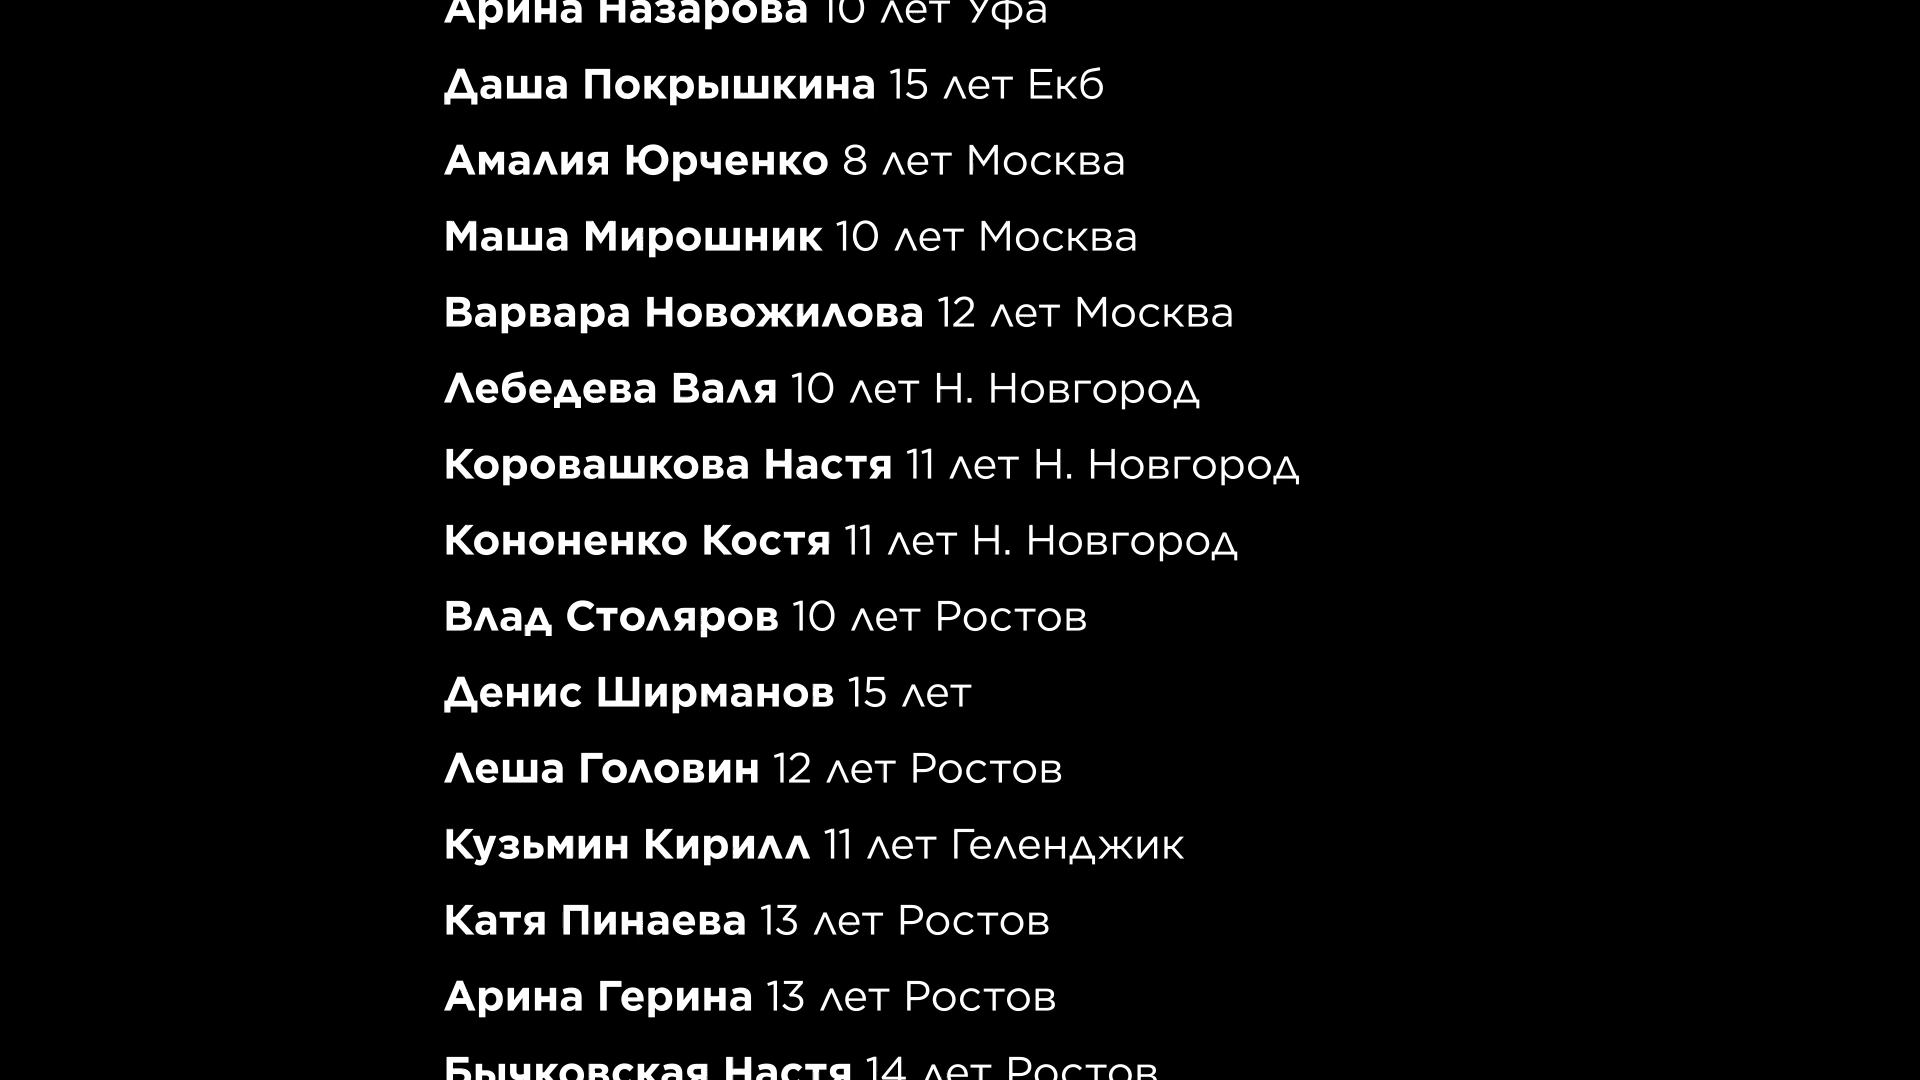 Арина Назарова 10 лет Уфа
Даша Покрышкина 15 лет Екб
Амалия Юрченко 8 лет Москва
Маша Мирошник 10 лет Москва
Варвара Новожилова 12 лет Москва
Лебедева Валя 10 лет Н. Новгород
Коровашкова Настя 11 лет Н. Новгород
Кононенко Костя 11 лет Н. Новгород
Влад Столяров 10 лет Ростов
Денис Ширманов 15 лет
Леша Головин 12 лет Ростов
Кузьмин Кирилл 11 лет Геленджик
Катя Пинаева 13 лет Ростов
Арина Герина 13 лет Ростов
Бычковская Настя 14 лет Ростов